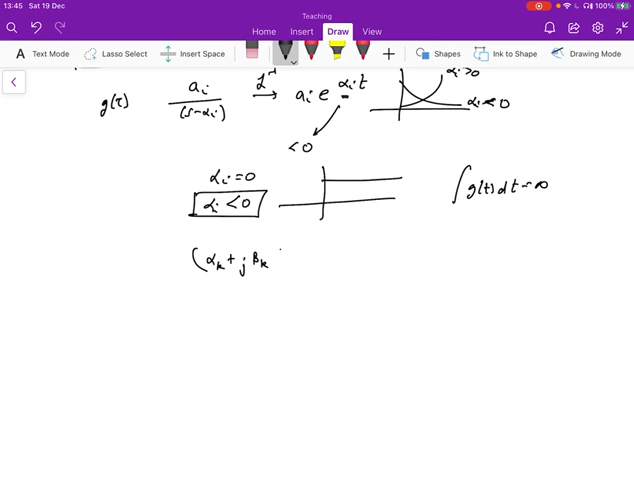 13:45 Sat 19 Dec 100%
Teaching
Home Insert Draw View
A Text Mode Lasso Select Insert Space Shapes Ink to Shape Drawing Mode
g(τ) aᵢ/(s-αᵢ) ℒ⁻¹→ aᵢ e^αᵢt αᵢ>0
αᵢ<0
<0
αᵢ=0
αᵢ<0 ∫g(t)dt=∞
(αₖ + jβₖ